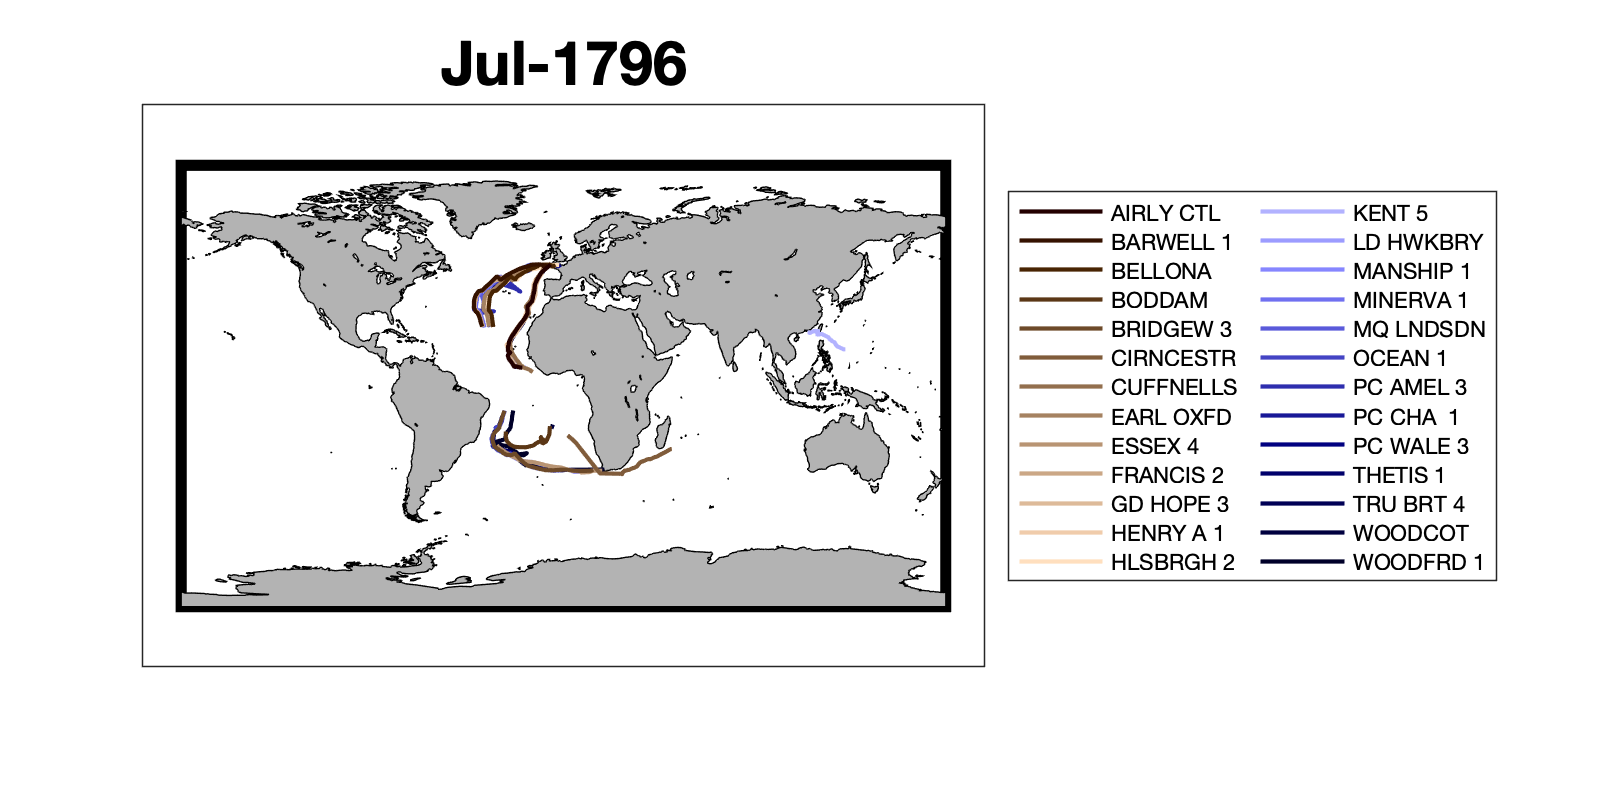 Jul-1796
AIRLY CTL
BARWELL 1
BELLONA
BODDAM
BRIDGEW 3
CIRNCESTR
CUFFNELLS
EARL OXFD
ESSEX 4
FRANCIS 2
GD HOPE 3
HENRY A 1
HLSBRGH 2
KENT 5
LD HWKBRY
MANSHIP 1
MINERVA 1
MQ LNDSDN
OCEAN 1
PC AMEL 3
PC CHA  1
PC WALE 3
THETIS 1
TRU BRT 4
WOODCOT
WOODFRD 1